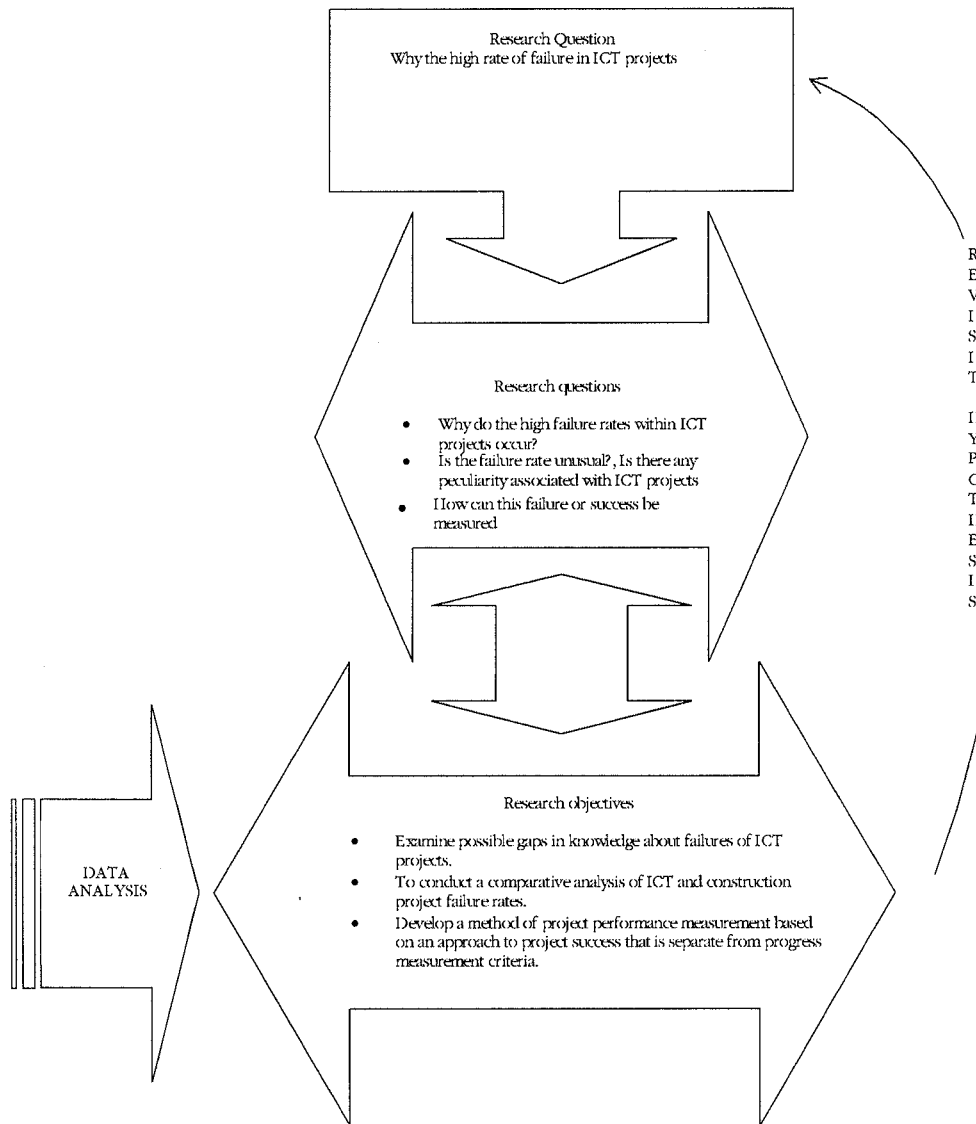 Research Question
Why the high rate of failure in ICT projects
Research questions
• Why do the high failure rates within ICT
projects occur?
• Is the failure rate unusual?, Is there any
peculiarity associated with ICT projects
• How can this failure or success be
measured
REVISIT
HYPOTHESIS
DATA
ANALYSIS
Research objectives
• Examine possible gaps in knowledge about failures of ICT
projects.
• To conduct a comparative analysis of ICT and construction
project failure rates.
• Develop a method of project performance measurement based
on an approach to project success that is separate from progress
measurement criteria.